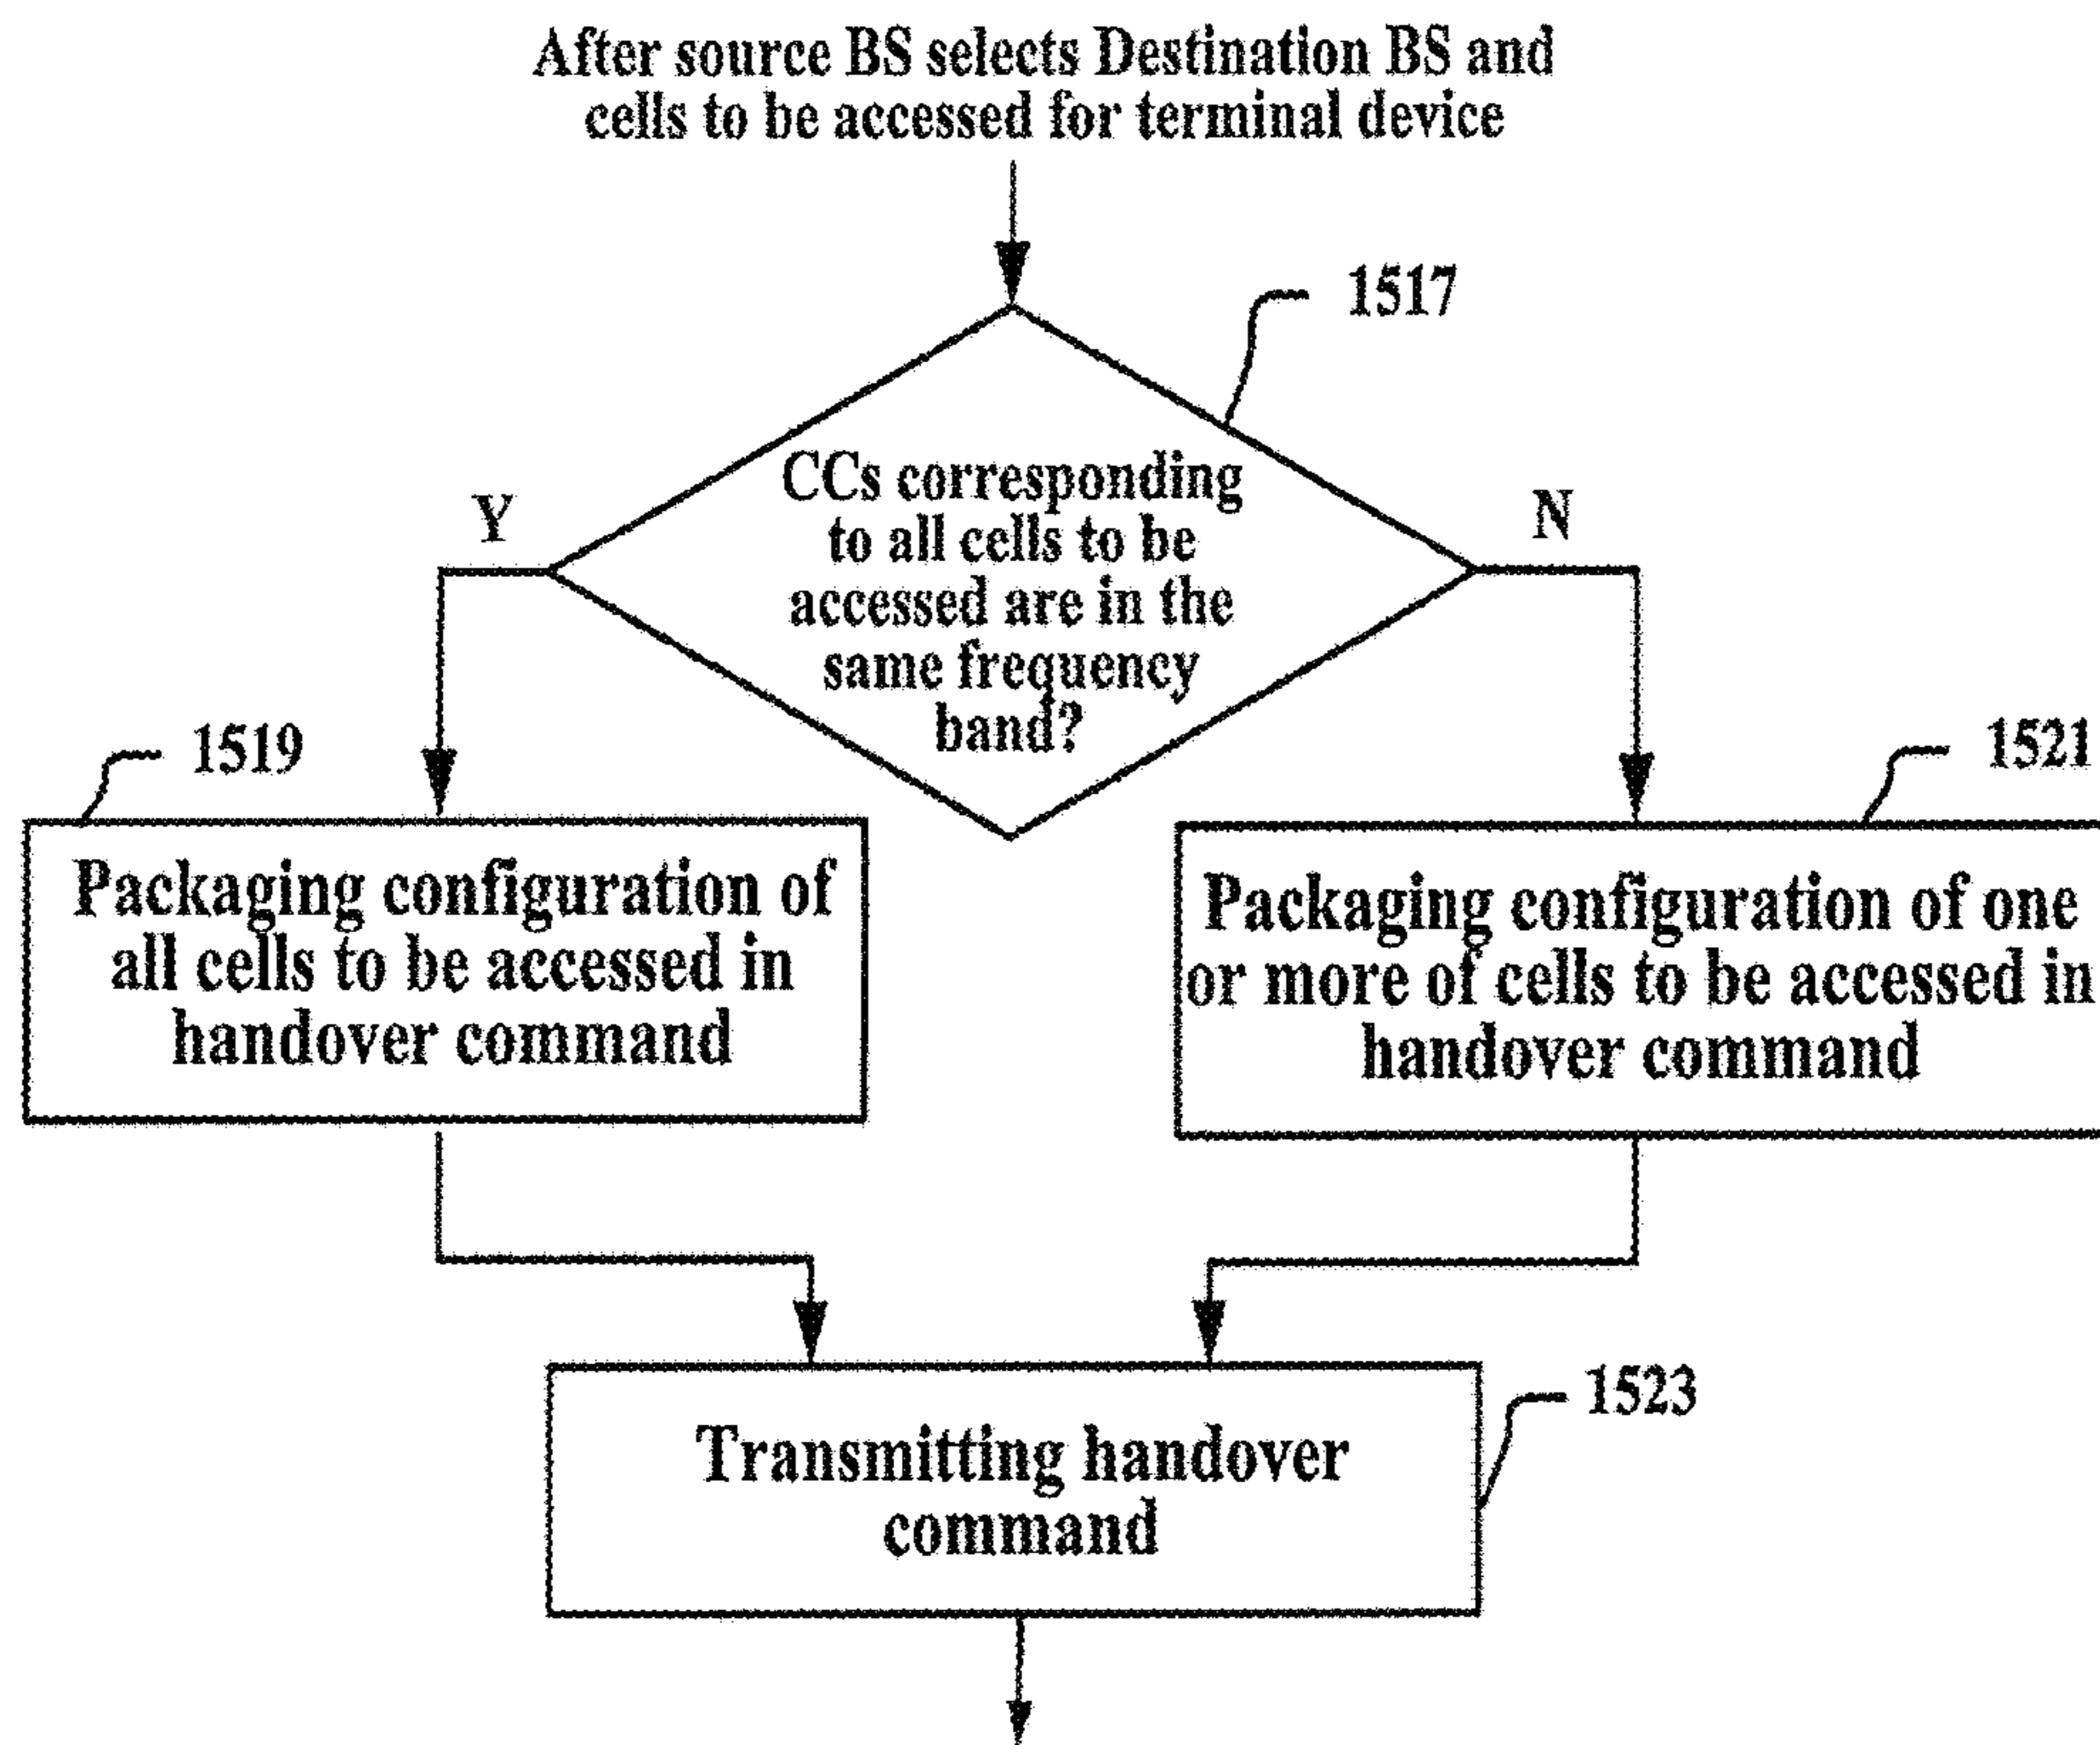 After source BS selects Destination BS and
cells to be accessed for terminal device
1517
CCs corresponding
to all cells to be
accessed are in the
same frequency
band?
Y
N
1519
1521
Packaging configuration of
all cells to be accessed in
handover command
Packaging configuration of one
or more of cells to be accessed in
handover command
Transmitting handover
command
1523